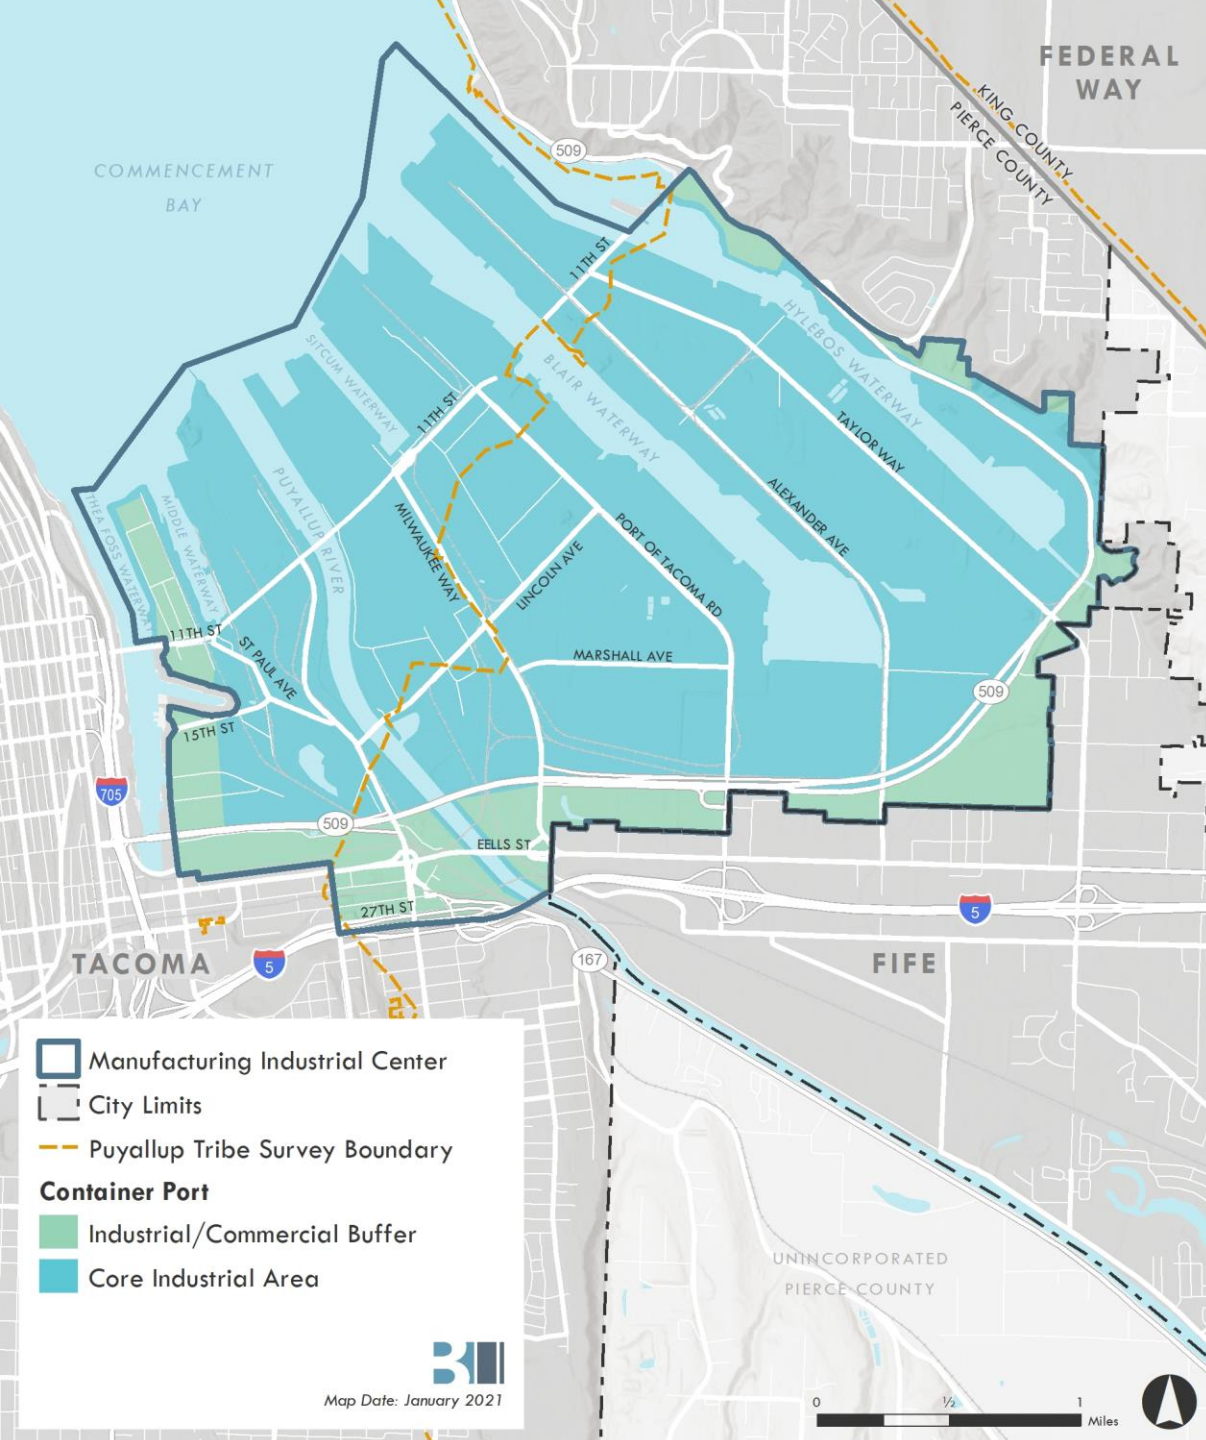 FEDERAL
WAY
KING COUNTY
PIERCE COUNTY
509
COMMENCEMENT
BAY
11TH ST
HYLEBOS WATERWAY
SITCUM WATERWAY
BLAIR WATERWAY
11TH ST
TAYLOR WAY
PUYALLUP RIVER
THEA FOSS WATERWAY
MIDDLE WATERWAY
MILWAUKEE WAY
ALEXANDER AVE
PORT OF TACOMA RD
LINCOLN AVE
11TH ST
ST PAUL AVE
MARSHALL AVE
509
15TH ST
705
509
EELLS ST
27TH ST
5
TACOMA
5
167
FIFE
Manufacturing Industrial Center
City Limits
Puyallup Tribe Survey Boundary
Container Port
Industrial/Commercial Buffer
Core Industrial Area
UNINCORPORATED
PIERCE COUNTY
Map Date: January 2021
0 ½ 1
Miles